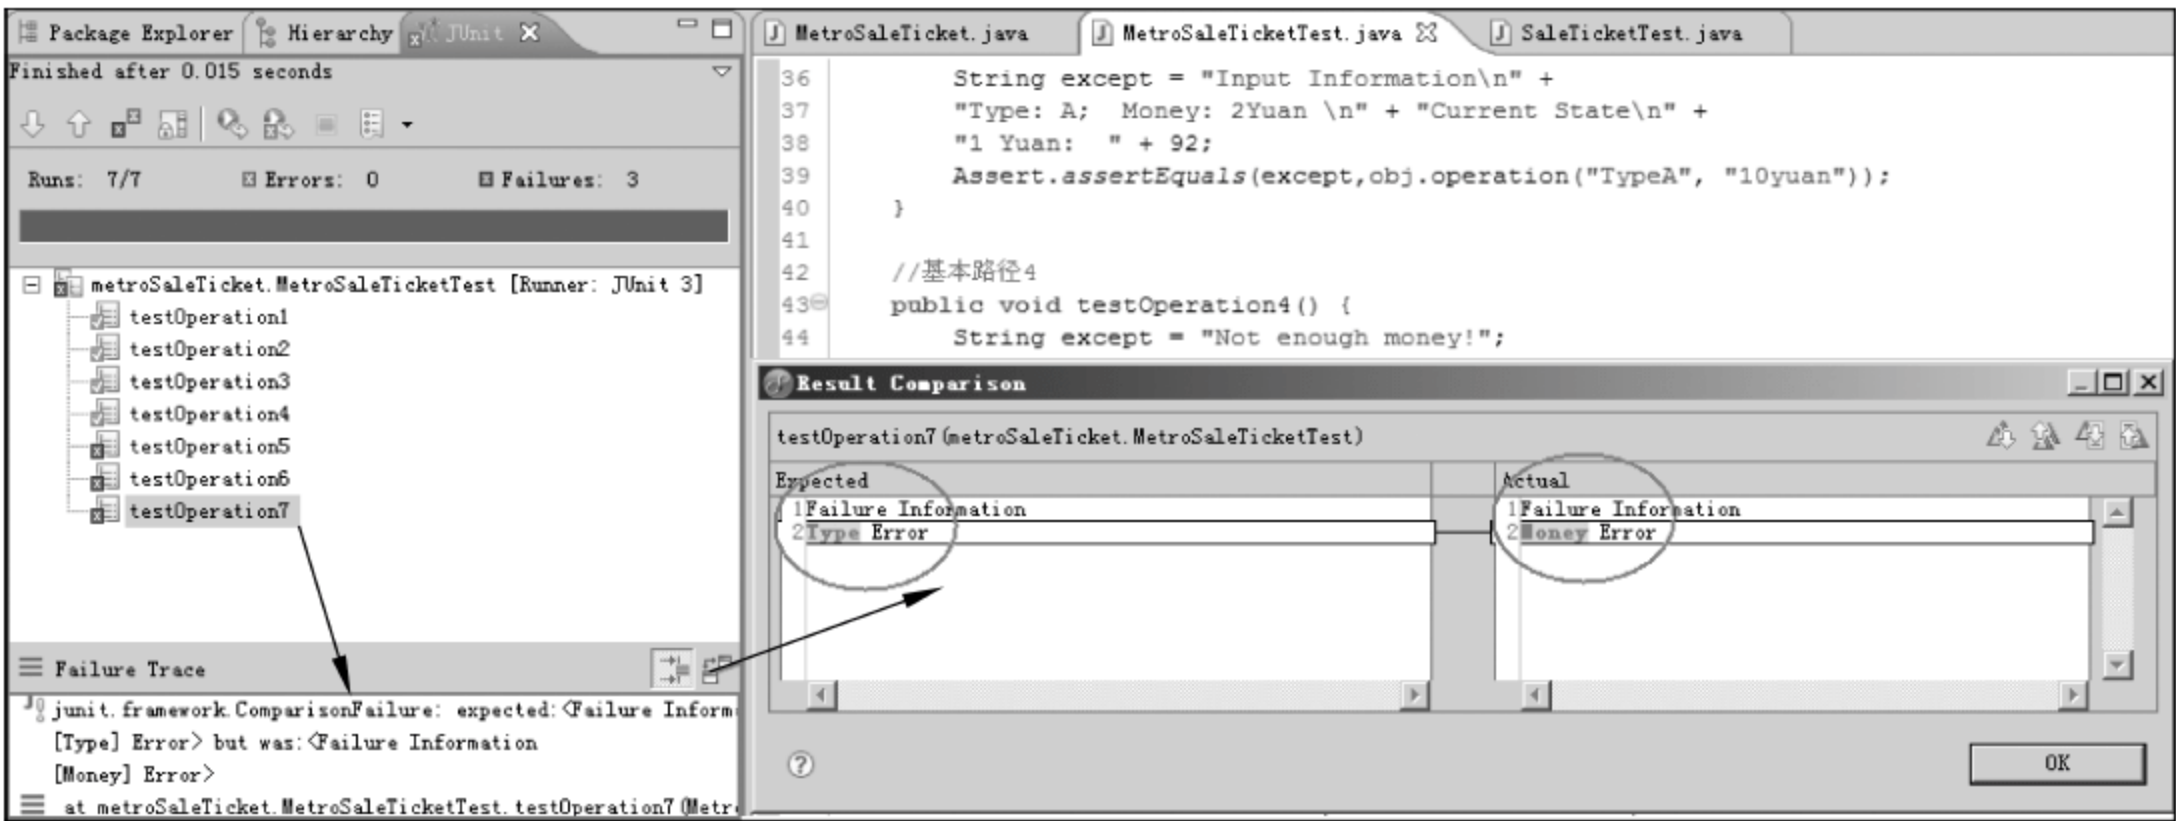 Package Explorer
Hierarchy
JUnit
Finished after 0.015 seconds
Runs: 7/7
Errors: 0
Failures: 3
metroSaleTicket.MetroSaleTicketTest [Runner: JUnit 3]
testOperation1
testOperation2
testOperation3
testOperation4
testOperation5
testOperation6
testOperation7
Failure Trace
junit.framework.ComparisonFailure: expected:<Failure Inform
[Type] Error> but was:<Failure Information
[Money] Error>
at metroSaleTicket.MetroSaleTicketTest.testOperation7(Metr
MetroSaleTicket.java
MetroSaleTicketTest.java
SaleTicketTest.java
36 String except = "Input Information\n" +
37 "Type: A;  Money: 2Yuan \n" + "Current State\n" +
38 "1 Yuan:  " + 92;
39 Assert.assertEquals(except,obj.operation("TypeA", "10yuan"));
40 }
41
42 //基本路径4
43 public void testOperation4() {
44 String except = "Not enough money!";
Result Comparison
testOperation7(metroSaleTicket.MetroSaleTicketTest)
Expected
1 Failure Information
2 Type Error
Actual
1 Failure Information
2 Money Error
OK